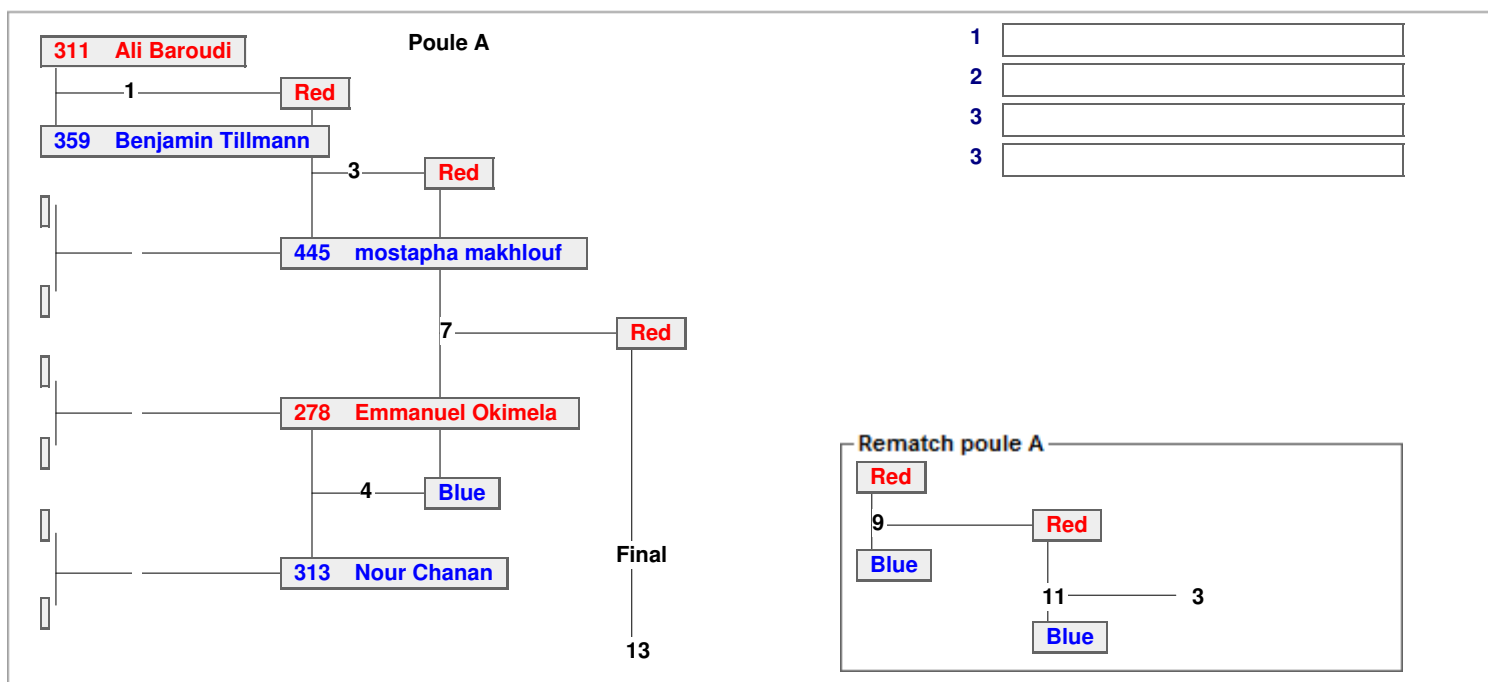 Poule A
311 Ali Baroudi
1
Red
359 Benjamin Tillmann
3
Red
445 mostapha makhlouf
7
Red
278 Emmanuel Okimela
4
Blue
313 Nour Chanan
Final
13
1
2
3
3
Rematch poule A
Red
9
Red
Blue
11
3
Blue